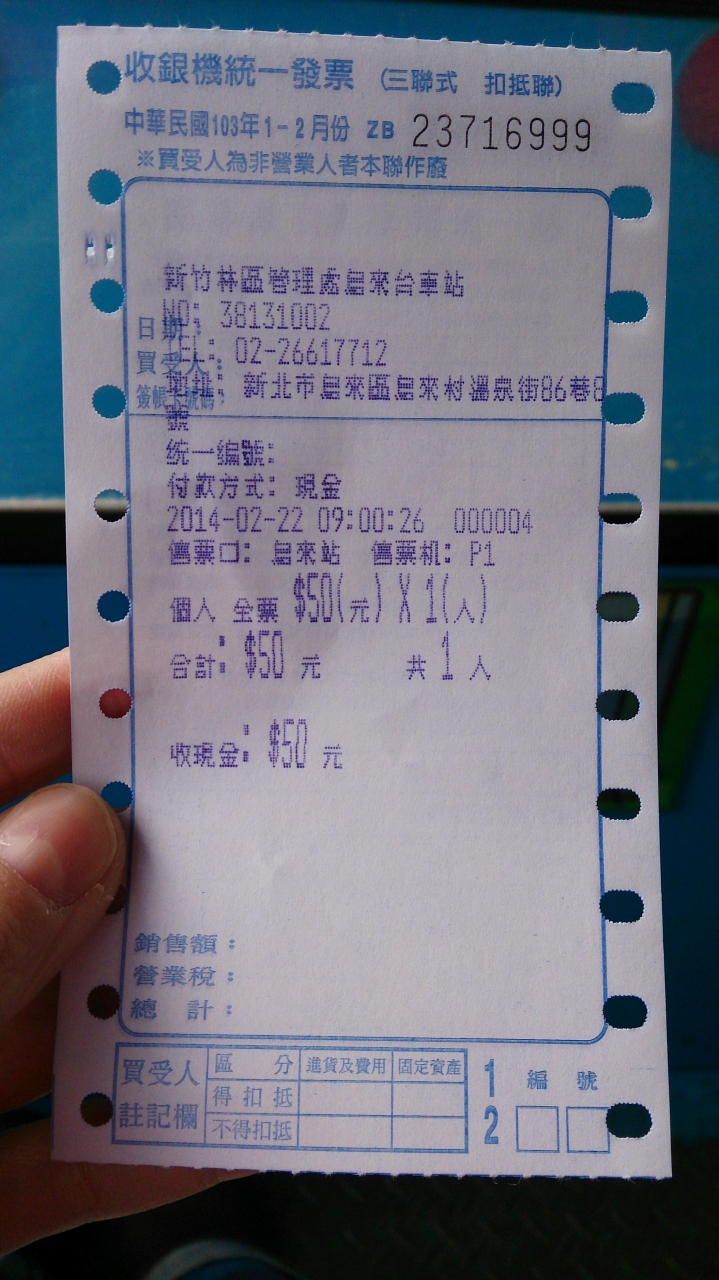 收銀機統一發票 (三聯式 扣抵聯)
中華民國103年1-2月份 ZB 23716999
※買受人為非營業人者本聯作廢
新竹林區管理處烏來台車站
NO: 38131002
日期:
TEL: 02-26617712
買受人:
地址: 新北市烏來區烏來村溫泉街86巷8
簽帳卡號碼:
號
統一編號:
付款方式: 現金
2014-02-22 09:00:26 000004
售票口: 烏來站 售票机: P1
個人 全票 $50(元) X 1(人)
合計: $50 元 共 1 人
收現金: $50 元
銷售額:
營業稅:
總 計:
買受人註記欄
區 分 進貨及費用 固定資產
得扣抵
不得扣抵
1 編 號
2